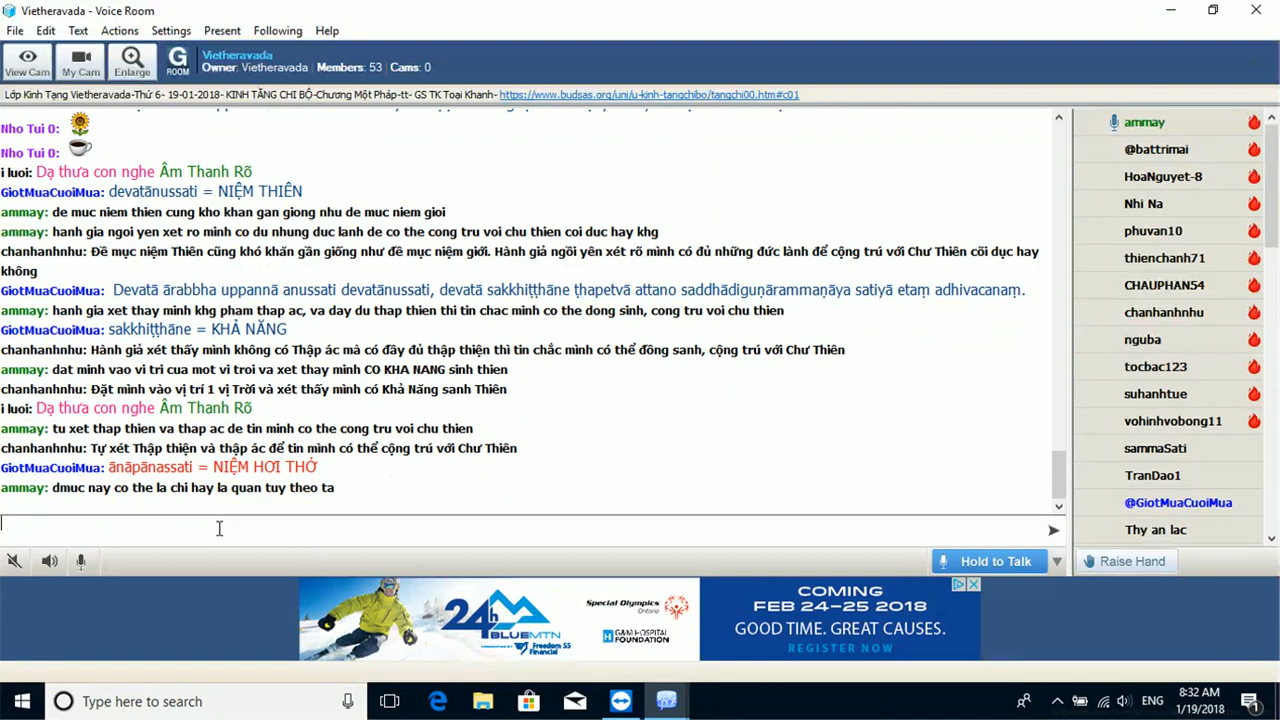 Vietheravada - Voice Room
File Edit Text Actions Settings Present Following Help
View Cam My Cam Enlarge G ROOM
Vietheravada
Owner: Vietheravada | Members: 53 | Cams: 0
Lớp Kinh Tạng Vietheravada-Thứ 6- 19-01-2018- KINH TĂNG CHI BỘ-Chương Một Pháp-tt- GS TK Toại Khanh- https://www.budsas.org/uni/u-kinh-tangchibo/tangchi00.htm#c01
Nho Tui 0:
Nho Tui 0:
i luoi: Dạ thưa con nghe Âm Thanh Rõ
GiotMuaCuoiMua: devatānussati = NIỆM THIÊN
ammay: de muc niem thien cung kho khan gan giong nhu de muc niem gioi
ammay: hanh gia ngoi yen xet ro minh co du nhung duc lanh de co the cong tru voi chu thien coi duc hay khg
chanhanhnhu: Đề mục niệm Thiên cũng khó khăn gần giống như đề mục niệm giới. Hành giả ngồi yên xét rõ mình có đủ những đức lành để cộng trú với Chư Thiên cõi dục hay
không
GiotMuaCuoiMua: Devatā ārabbha uppannā anussati devatānussati, devatā sakkhiṭṭhāne ṭhapetvā attano saddhādiguṇārammaṇāya satiyā etaṃ adhivacanaṃ.
ammay: hanh gia xet thay minh khg pham thap ac, va day du thap thien thi tin chac minh co the dong sinh, cong tru voi chu thien
GiotMuaCuoiMua: sakkhiṭṭhāne = KHẢ NĂNG
chanhanhnhu: Hành giả xét thấy mình không có Thập ác mà có đầy đủ thập thiện thì tin chắc mình có thể đông sanh, cộng trú với Chư Thiên
ammay: dat minh vao vi tri cua mot vi troi va xet thay minh CO KHA NANG sinh thien
chanhanhnhu: Đặt mình vào vị trí 1 vị Trời và xét thấy mình có Khả Năng sanh Thiên
i luoi: Dạ thưa con nghe Âm Thanh Rõ
ammay: tu xet thap thien va thap ac de tin minh co the cong tru voi chu thien
chanhanhnhu: Tự xét Thập thiện và thập ác để tin mình có thể cộng trú với Chư Thiên
GiotMuaCuoiMua: ānāpānassati = NIỆM HƠI THỞ
ammay: dmuc nay co the la chi hay la quan tuy theo ta
ammay
@battrimai
HoaNguyet-8
Nhi Na
phuvan10
thienchanh71
CHAUPHAN54
chanhanhnhu
nguba
tocbac123
suhanhtue
vohinhvobong11
sammaSati
TranDao1
@GiotMuaCuoiMua
Thy an lac
Hold to Talk
Raise Hand
24h BLUEMTN
PRESENTED BY Freedom 55 Financial
Special Olympics Ontario
G&M HOSPITAL FOUNDATION
COMING
FEB 24-25 2018
GOOD TIME. GREAT CAUSES.
REGISTER NOW
Type here to search
ENG
8:32 AM
1/19/2018
1